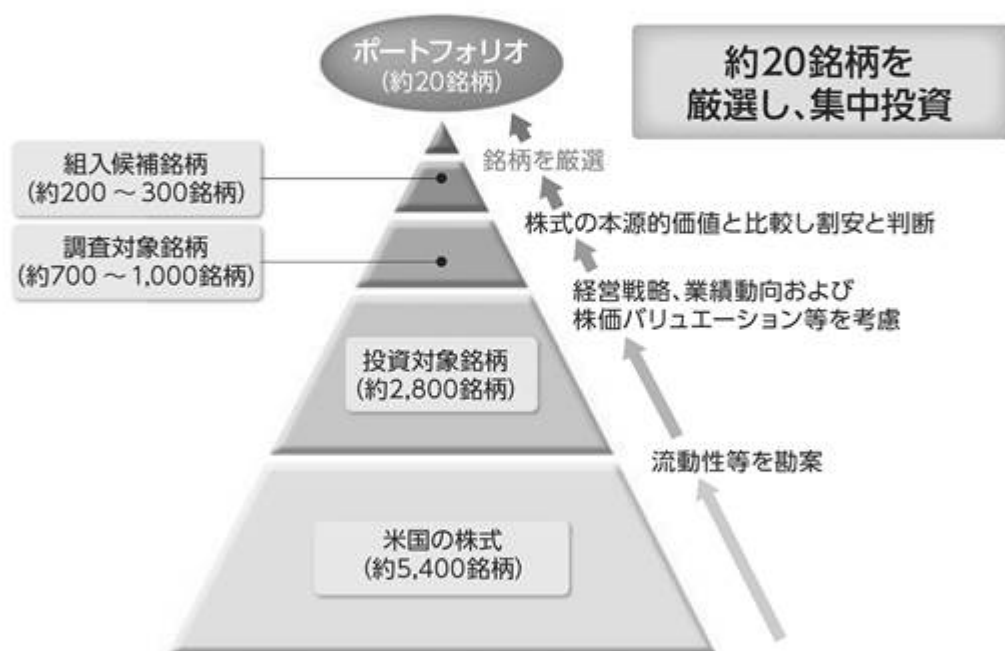 ポートフォリオ
(約20銘柄)
約20銘柄を
厳選し、集中投資
銘柄を厳選
組入候補銘柄
(約200 ～ 300銘柄)
株式の本源的価値と比較し割安と判断
調査対象銘柄
(約700 ～ 1,000銘柄)
経営戦略、業績動向および
株価バリュエーション等を考慮
投資対象銘柄
(約2,800銘柄)
流動性等を勘案
米国の株式
(約5,400銘柄)